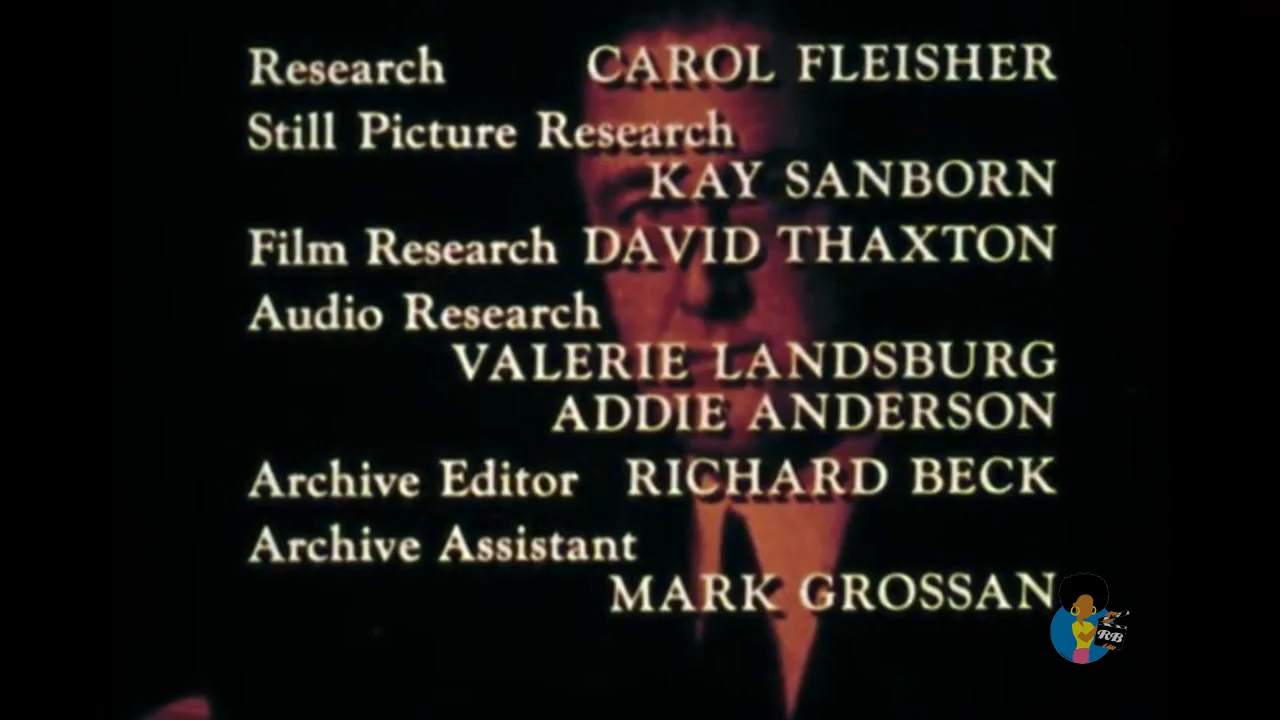 Research CAROL FLEISHER
Still Picture Research
KAY SANBORN
Film Research DAVID THAXTON
Audio Research
VALERIE LANDSBURG
ADDIE ANDERSON
Archive Editor RICHARD BECK
Archive Assistant
MARK GROSSAN
RB